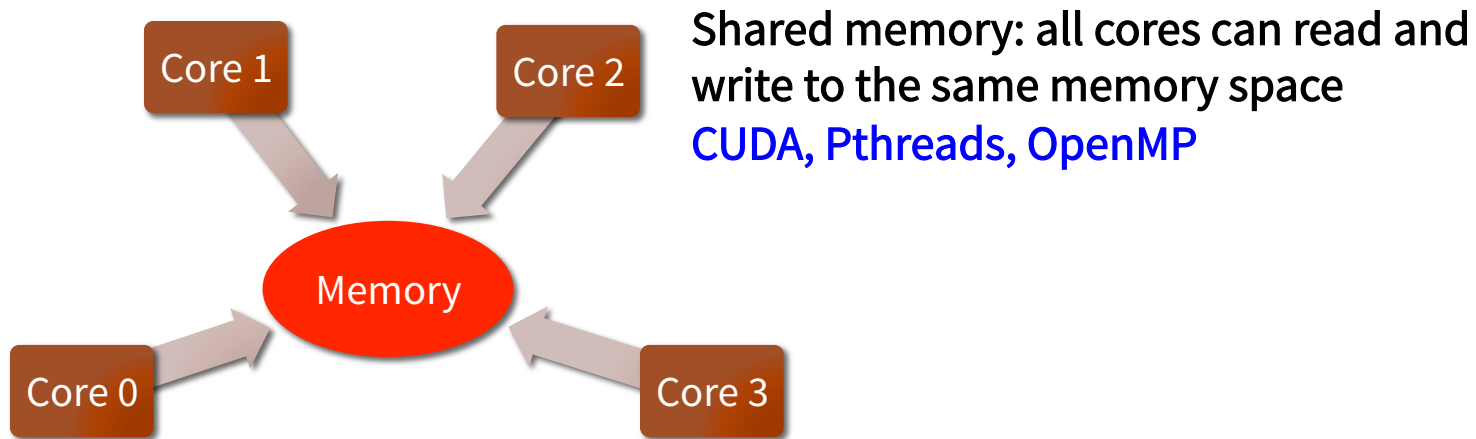 Core 1
Core 2
Shared memory: all cores can read and
write to the same memory space
CUDA, Pthreads, OpenMP
Memory
Core 0
Core 3